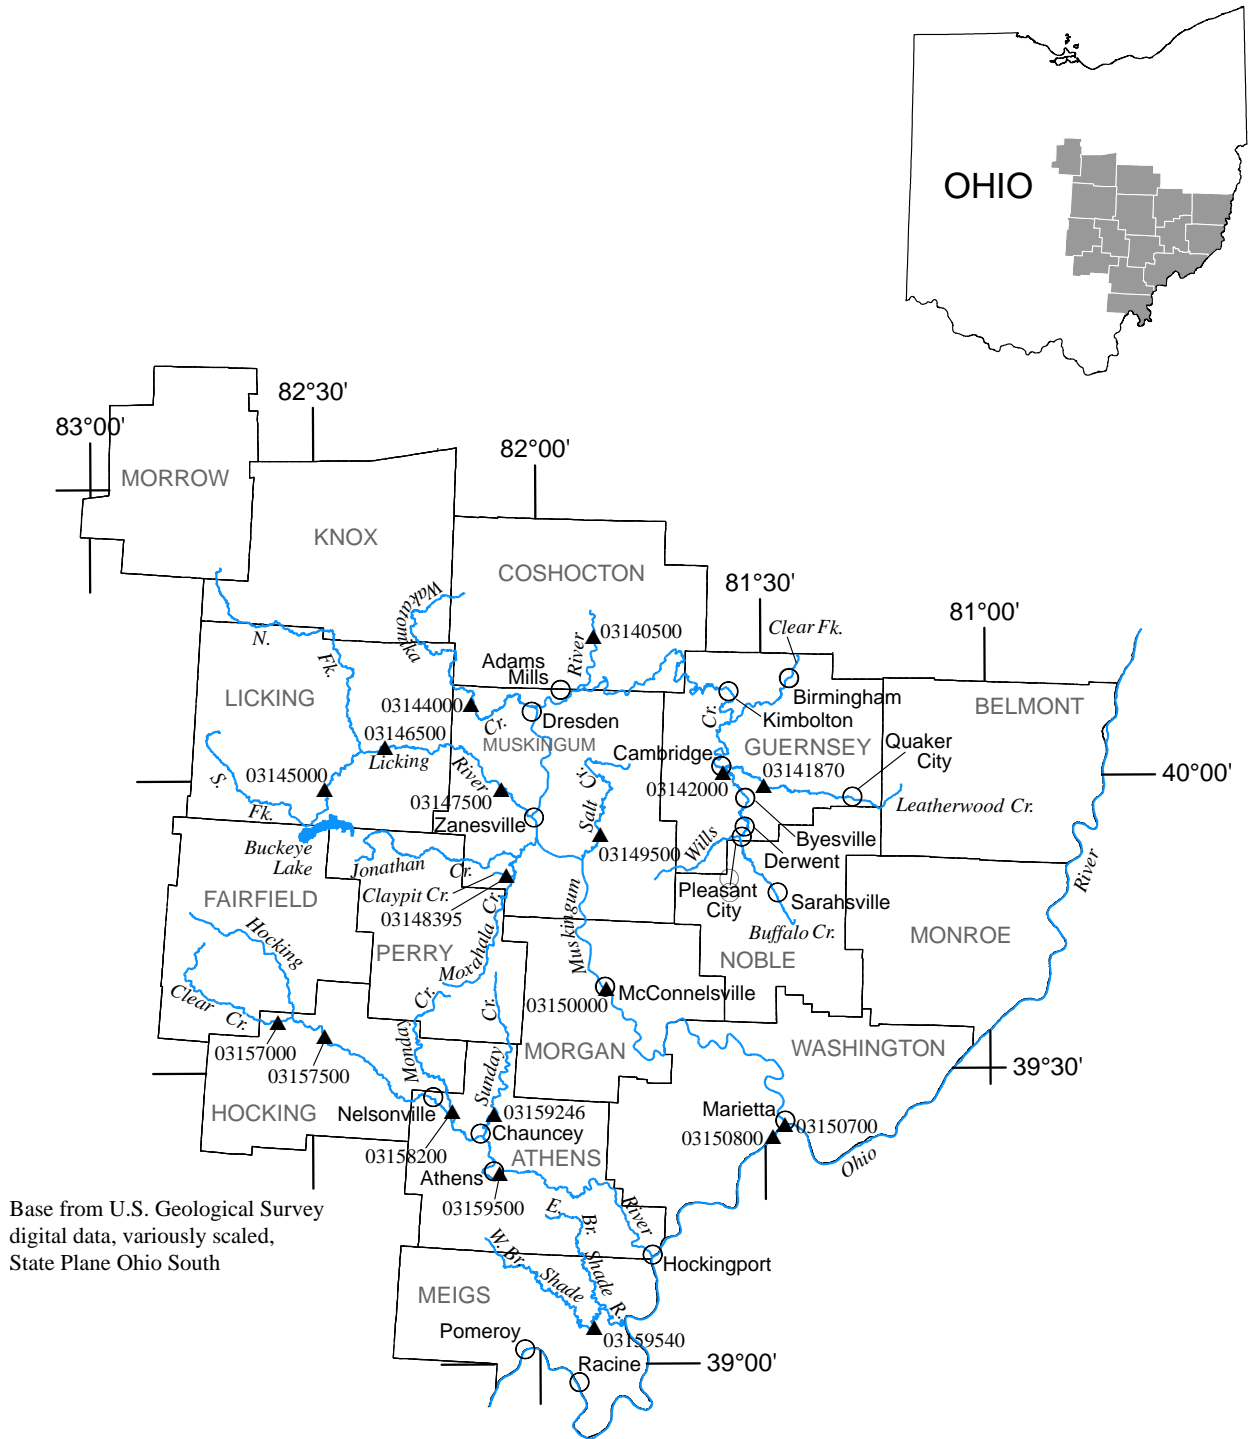 OHIO
82°30'
83°00'
82°00'
MORROW
KNOX
COSHOCTON
81°30'
81°00'
Wakatomika
Clear Fk.
N.
Fk.
River
03140500
Adams
Mills
Birmingham
Kimbolton
BELMONT
LICKING
03144000
Cr.
Dresden
Cr.
03146500
MUSKINGUM
Cambridge
GUERNSEY
Quaker
City
Licking
River
03145000
S.
Fk.
03147500
Cr.
Salt
03142000
03141870
40°00'
Leatherwood Cr.
Zanesville
Byesville
Buckeye
Lake
Jonathan
Cr.
03149500
Wills
Derwent
River
Claypit Cr.
03148395
Pleasant
City
Sarahsville
FAIRFIELD
Hocking
Moxahala Cr.
Muskingum
Buffalo Cr.
MONROE
PERRY
NOBLE
Clear
Cr.
Cr.
Cr.
03150000
McConnelsville
03157000
03157500
Monday
Sunday
MORGAN
WASHINGTON
39°30'
HOCKING
Nelsonville
03159246
Marietta
03150700
Chauncey
03150800
03158200
ATHENS
Ohio
Athens
03159500
Base from U.S. Geological Survey
digital data, variously scaled,
State Plane Ohio South
E.
Br.
Shade R.
River
W. Br.
Shade
Hockingport
MEIGS
Pomeroy
03159540
Racine
39°00'